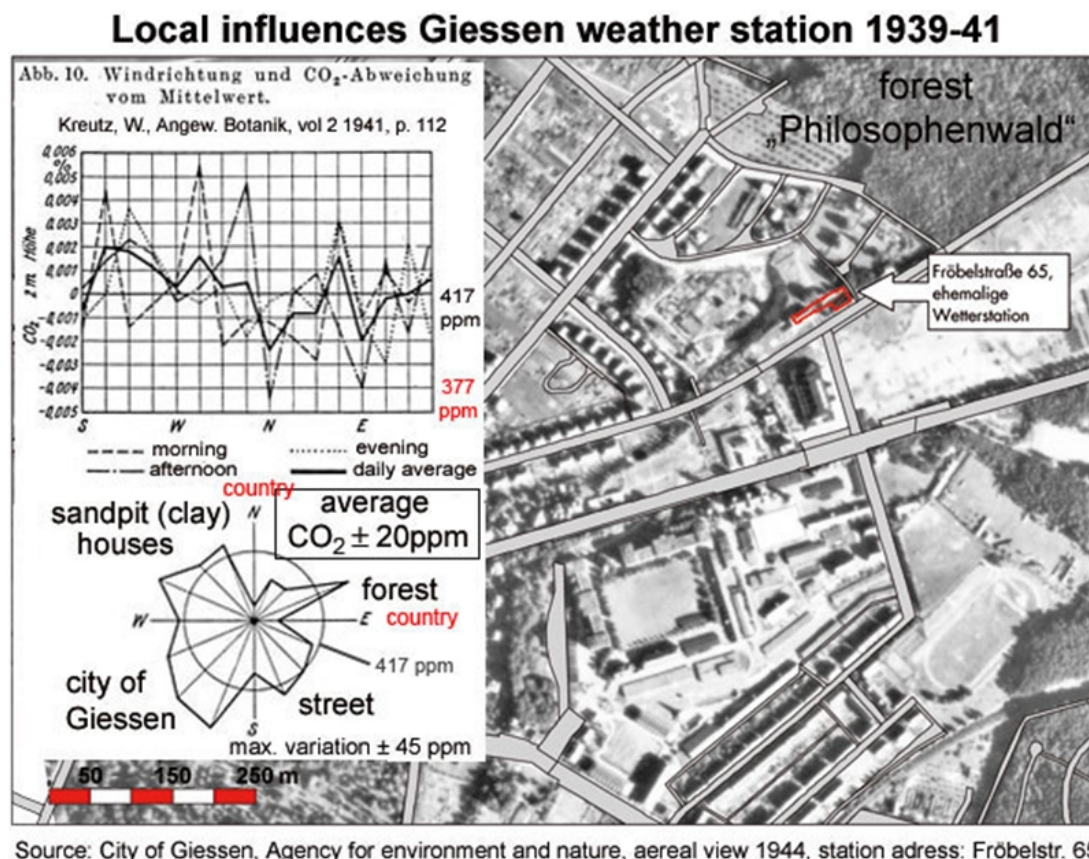 Local influences Giessen weather station 1939-41
Abb. 10. Windrichtung und CO₂-Abweichung
vom Mittelwert.
Kreutz, W., Angew. Botanik, vol 2 1941, p. 112
0,006
%
0,005
0,004
0,003
0,002
0,001
0
-0,001
-0,002
-0,003
-0,004
-0,005
CO₂ 2 m Höhe
417
ppm
377
ppm
S W N E
morning evening
afternoon daily average
country
average
CO₂ ± 20ppm
sandpit (clay)
houses
N
forest
W
E country
417 ppm
city of
Giessen
street
S
max. variation ± 45 ppm
50 150 250 m
forest
„Philosophenwald“
Fröbelstraße 65,
ehemalige
Wetterstation
Source: City of Giessen, Agency for environment and nature, aereal view 1944, station adress: Fröbelstr. 6